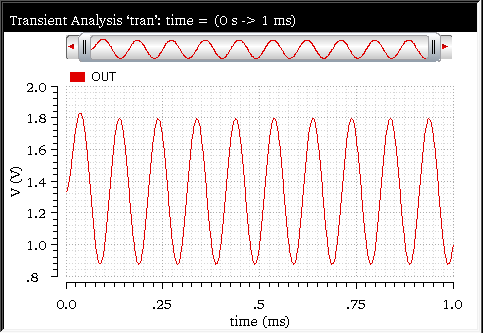 Transient Analysis ‘tran’: time = (0 s -> 1 ms)
OUT
2.0
1.8
1.6
1.4
1.2
1.0
.8
V (V)
0.0 .25 .5 .75 1.0
time (ms)